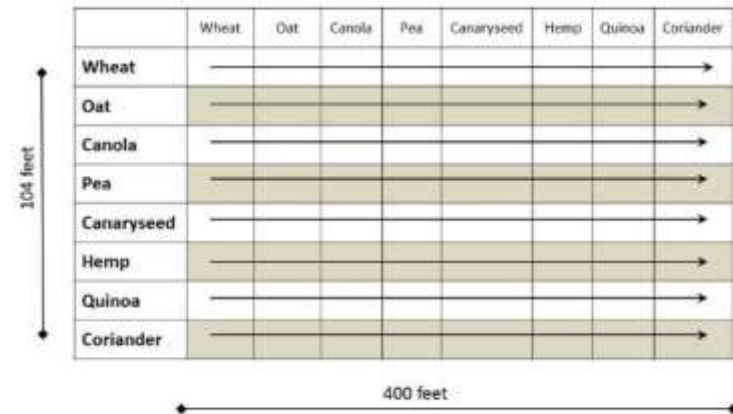 Wheat Oat Canola Pea Canaryseed Hemp Quinoa Coriander
Wheat
Oat
Canola
Pea
Canaryseed
Hemp
Quinoa
Coriander
104 feet
400 feet